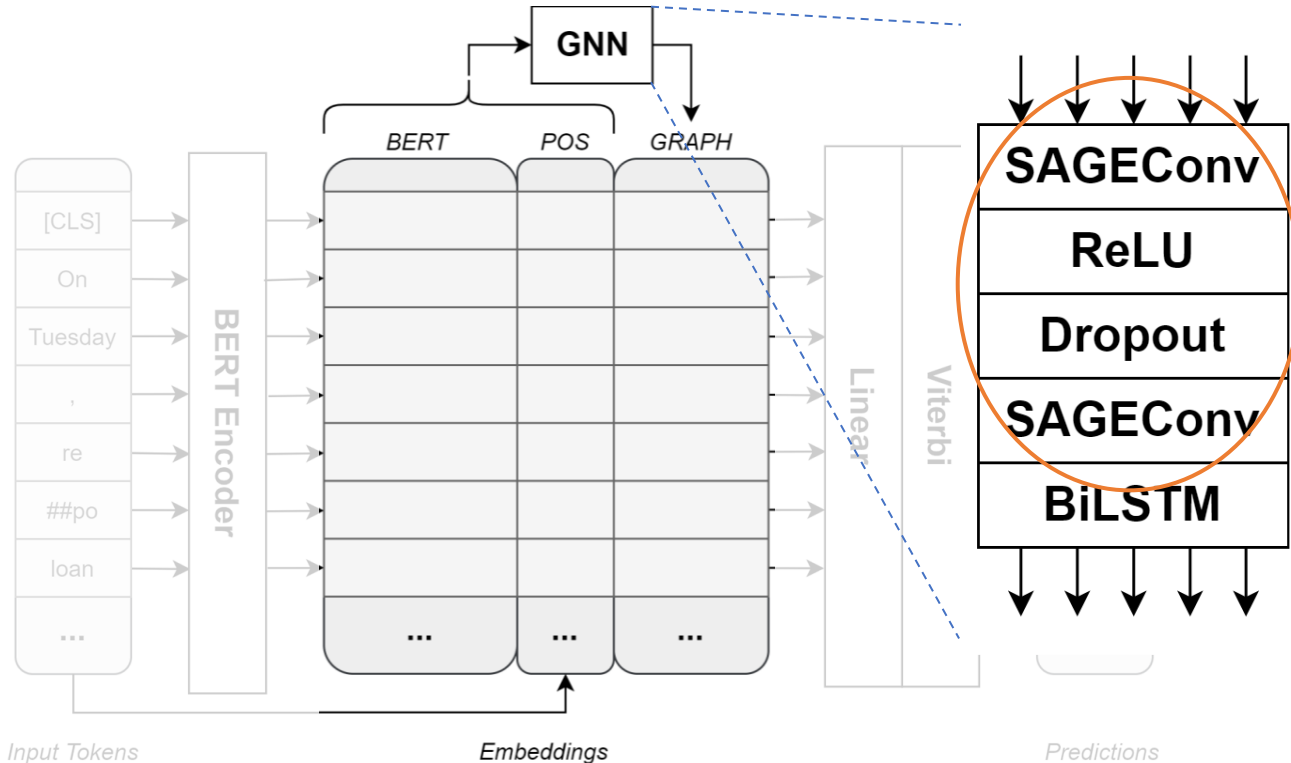 GNN
BERT
POS
GRAPH
[CLS]
On
Tuesday
,
re
##po
loan
...
BERT Encoder
...
...
...
Linear
Viterbi
SAGEConv
ReLU
Dropout
SAGEConv
BiLSTM
Input Tokens
Embeddings
Predictions